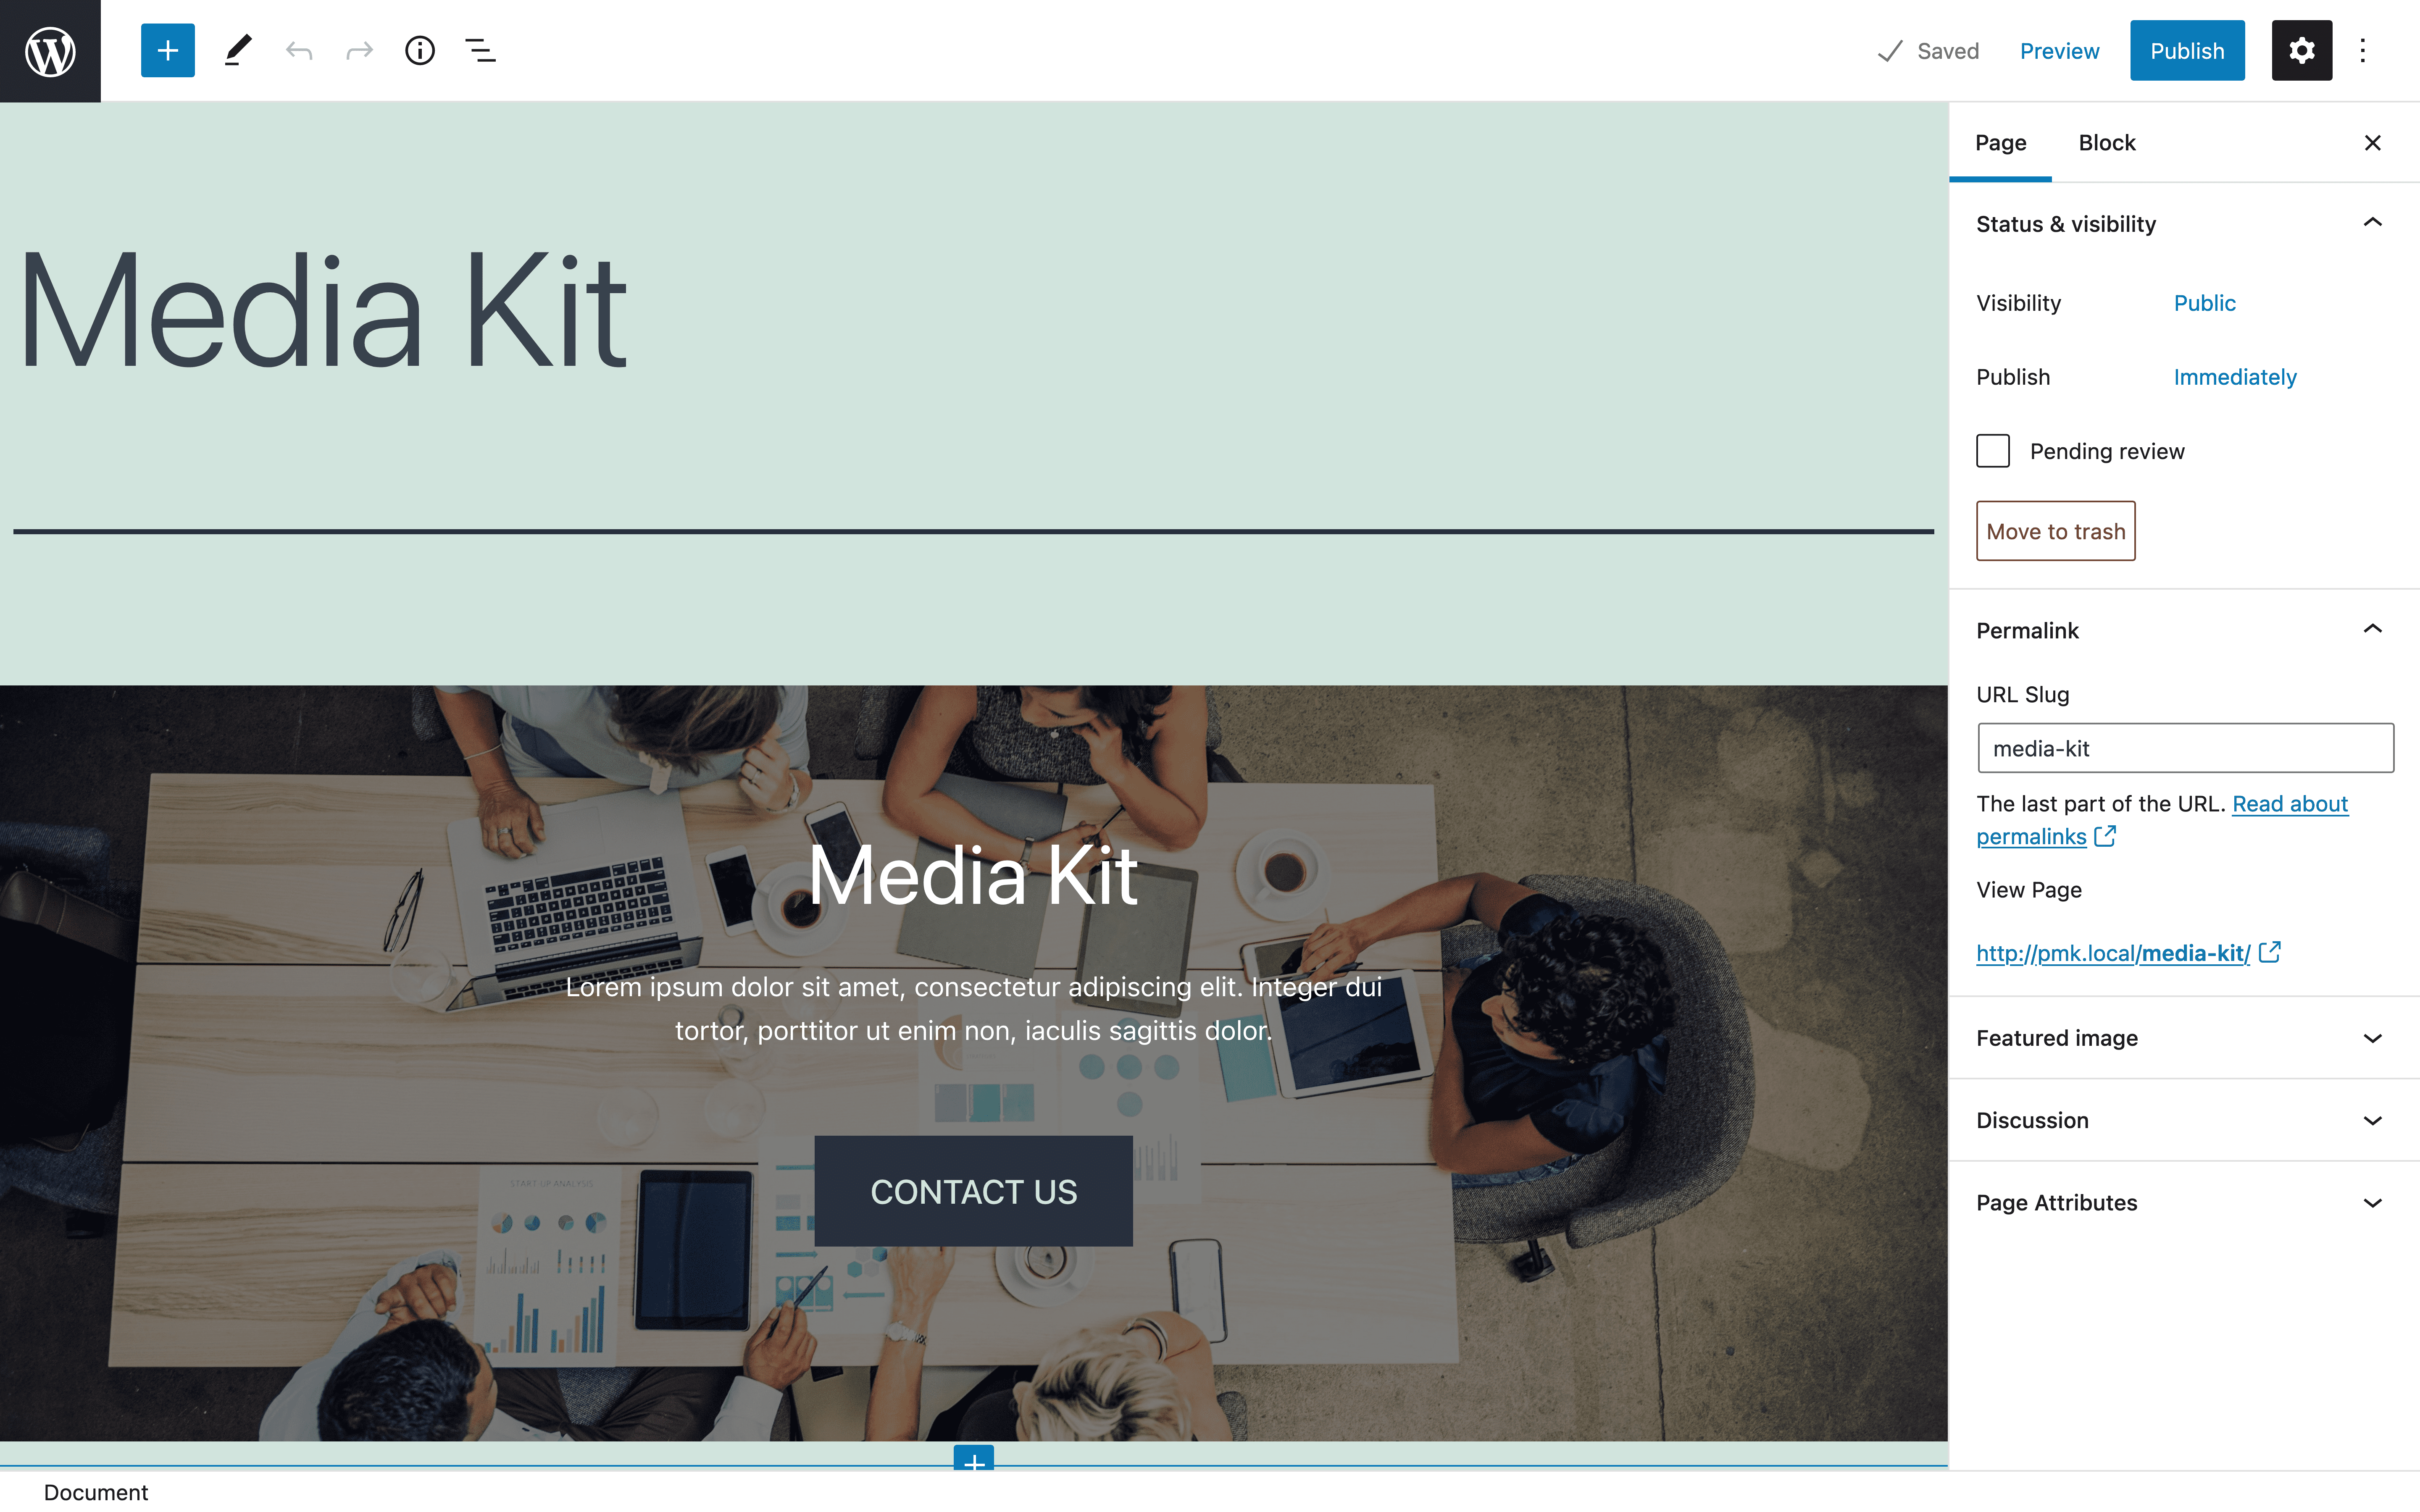 Saved
Preview
Publish
Page
Block
Media Kit
Status & visibility
Visibility
Public
Publish
Immediately
Pending review
Move to trash
Permalink
URL Slug
media-kit
The last part of the URL. Read about
permalinks
View Page
http://pmk.local/media-kit/
Featured image
Discussion
Page Attributes
Media Kit
Lorem ipsum dolor sit amet, consectetur adipiscing elit. Integer dui
tortor, porttitor ut enim non, iaculis sagittis dolor.
CONTACT US
START-UP ANALYSIS
Document